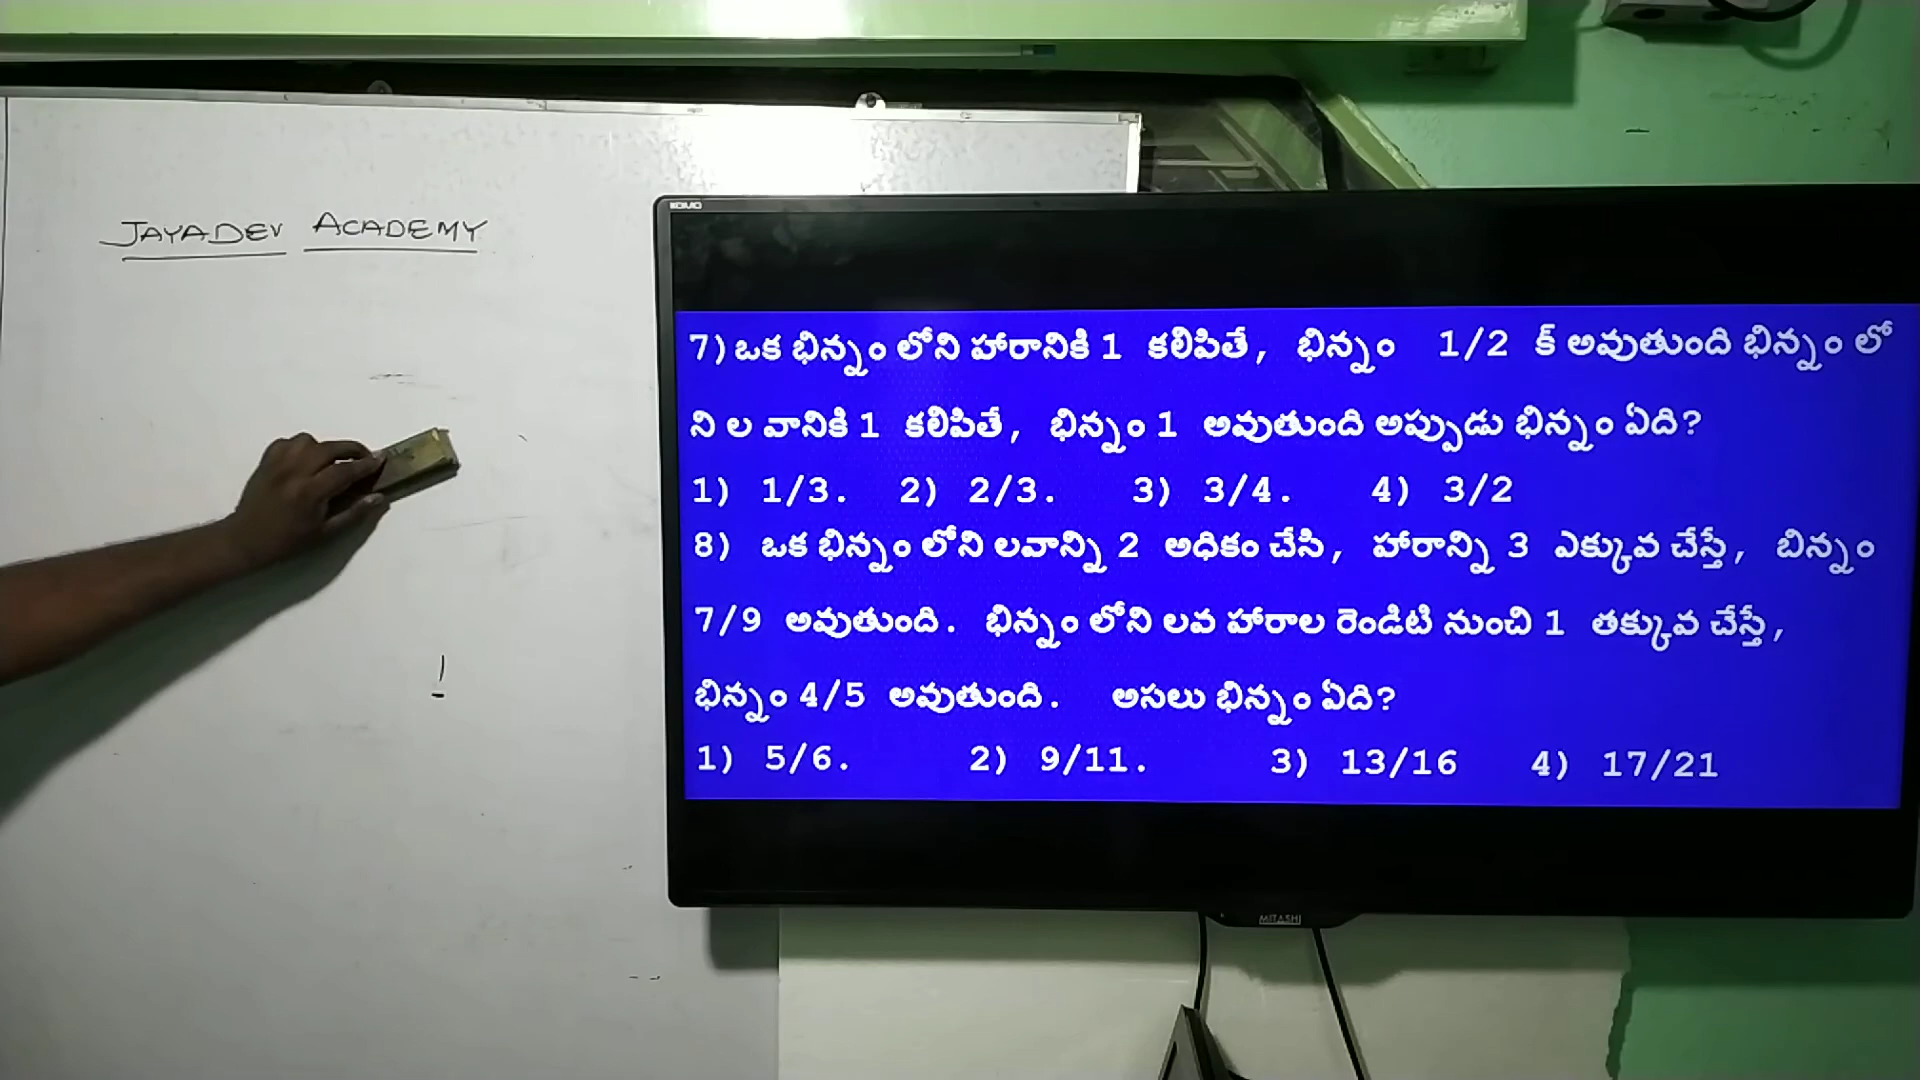 JAYADEV ACADEMY
7)ఒక భిన్నం లోని హారానికి 1 కలిపితే, భిన్నం 1/2 క్ అవుతుంది భిన్నం లో
ని ల వానికి 1 కలిపితే, భిన్నం 1 అవుతుంది అప్పుడు భిన్నం ఏది?
1) 1/3. 2) 2/3. 3) 3/4. 4) 3/2
8) ఒక భిన్నం లోని లవాన్ని 2 అధికం చేసి, హారాన్ని 3 ఎక్కువ చేస్తే, బిన్నం
7/9 అవుతుంది. భిన్నం లోని లవ హారాల రెండిటి నుంచి 1 తక్కువ చేస్తే,
భిన్నం 4/5 అవుతుంది. అసలు భిన్నం ఏది?
1) 5/6. 2) 9/11. 3) 13/16 4) 17/21
MITASHI